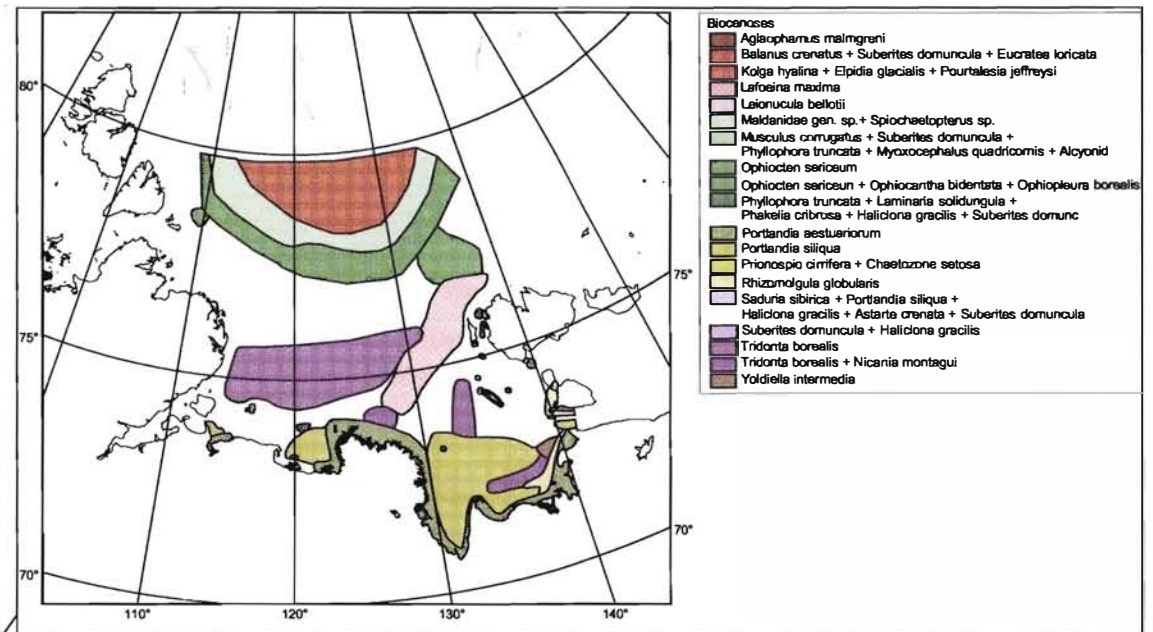 Biocenoses
Aglaophamus malmgreni
Balanus crenatus + Suberites domuncula + Eucratea loricata
Kolga hyalina + Elpidia glacialis + Pourtalesia jeffreysi
Lafoeina maxima
Leionucula bellotii
Maldanidae gen. sp.+ Spiochaetopterus sp.
Musculus corrugatus + Suberites domuncula +
Phyllophora truncata + Myoxocephalus quadricornis + Alcyonid
Ophiocten sericeum
Ophiocten sericeun + Ophiocantha bidentata + Ophiopleura borealis
Phyllophora truncata + Laminaria solidungula +
Phakelia cribrosa + Haliclona gracilis + Suberites domunc
Portlandia aestuariorum
Portlandia siliqua
Prionospio cirrifera + Chaetozone setosa
Rhizomolgula globularis
Saduria sibirica + Portlandia siliqua +
Haliclona gracilis + Astarte crenata + Suberites domuncula
Suberites domuncula + Haliclona gracilis
Tridonta borealis
Tridonta borealis + Nicania montagui
Yoldiella intermedia
80°
75°
75°
70°
70°
110°
120°
130°
140°